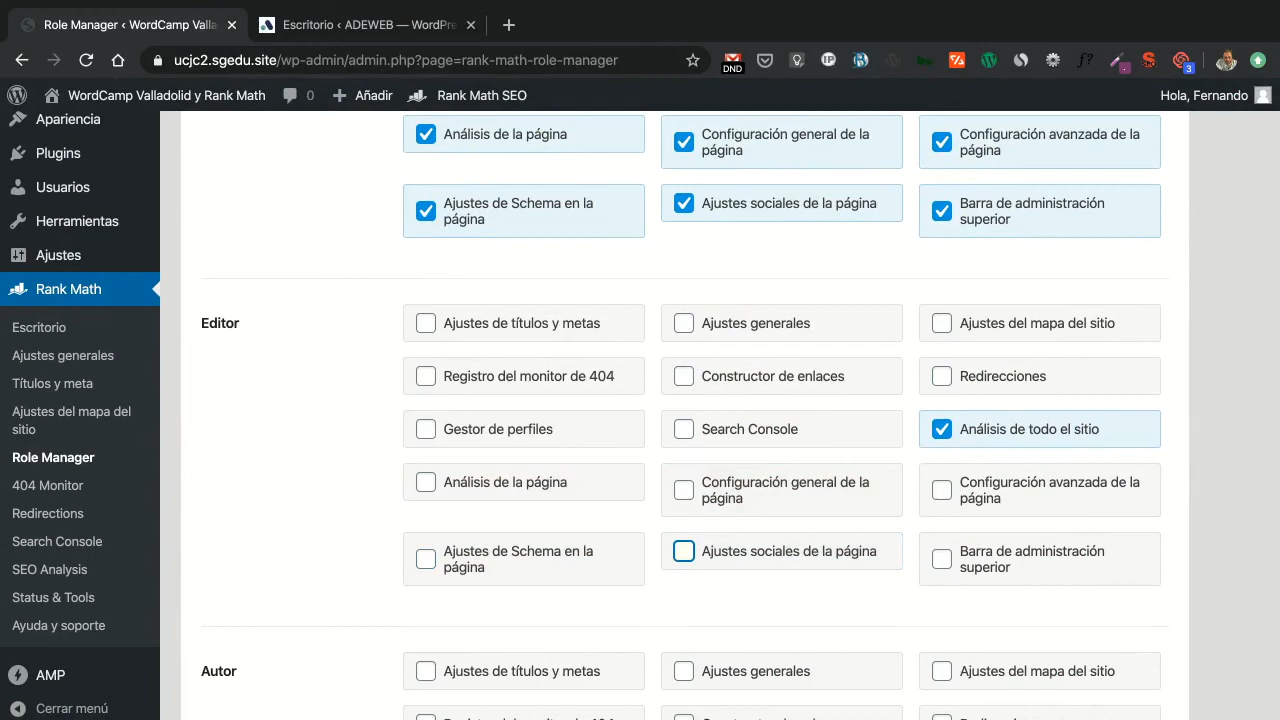 Role Manager ‹ WordCamp Valla
Escritorio ‹ ADEWEB — WordPre
ucjc2.sgedu.site/wp-admin/admin.php?page=rank-math-role-manager
DND
IP
f?
3
WordCamp Valladolid y Rank Math
0
Añadir
Rank Math SEO
Hola, Fernando
Apariencia
Plugins
Usuarios
Herramientas
Ajustes
Rank Math
Escritorio
Ajustes generales
Títulos y meta
Ajustes del mapa del
sitio
Role Manager
404 Monitor
Redirections
Search Console
SEO Analysis
Status & Tools
Ayuda y soporte
AMP
Cerrar menú
Análisis de la página
Configuración general de la
página
Configuración avanzada de la
página
Ajustes de Schema en la
página
Ajustes sociales de la página
Barra de administración
superior
Editor
Ajustes de títulos y metas
Ajustes generales
Ajustes del mapa del sitio
Registro del monitor de 404
Constructor de enlaces
Redirecciones
Gestor de perfiles
Search Console
Análisis de todo el sitio
Análisis de la página
Configuración general de la
página
Configuración avanzada de la
página
Ajustes de Schema en la
página
Ajustes sociales de la página
Barra de administración
superior
Autor
Ajustes de títulos y metas
Ajustes generales
Ajustes del mapa del sitio